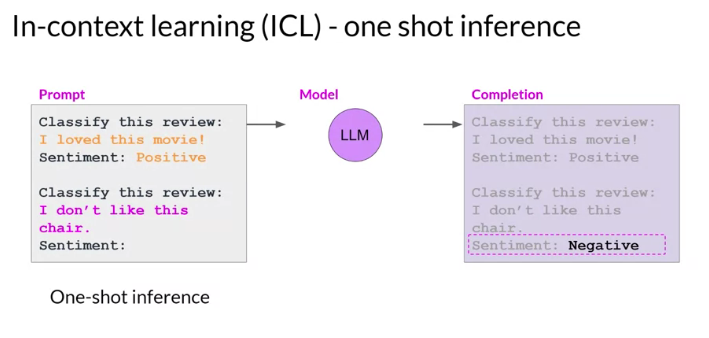 In-context learning (ICL) - one shot inference
Prompt
Classify this review:
I loved this movie!
Sentiment: Positive
Classify this review:
I don't like this
chair.
Sentiment:
One-shot inference
Model
LLM
Completion
Classify this review:
I loved this movie!
Sentiment: Positive
Classify this review:
I don't like this
chair.
Sentiment: Negative